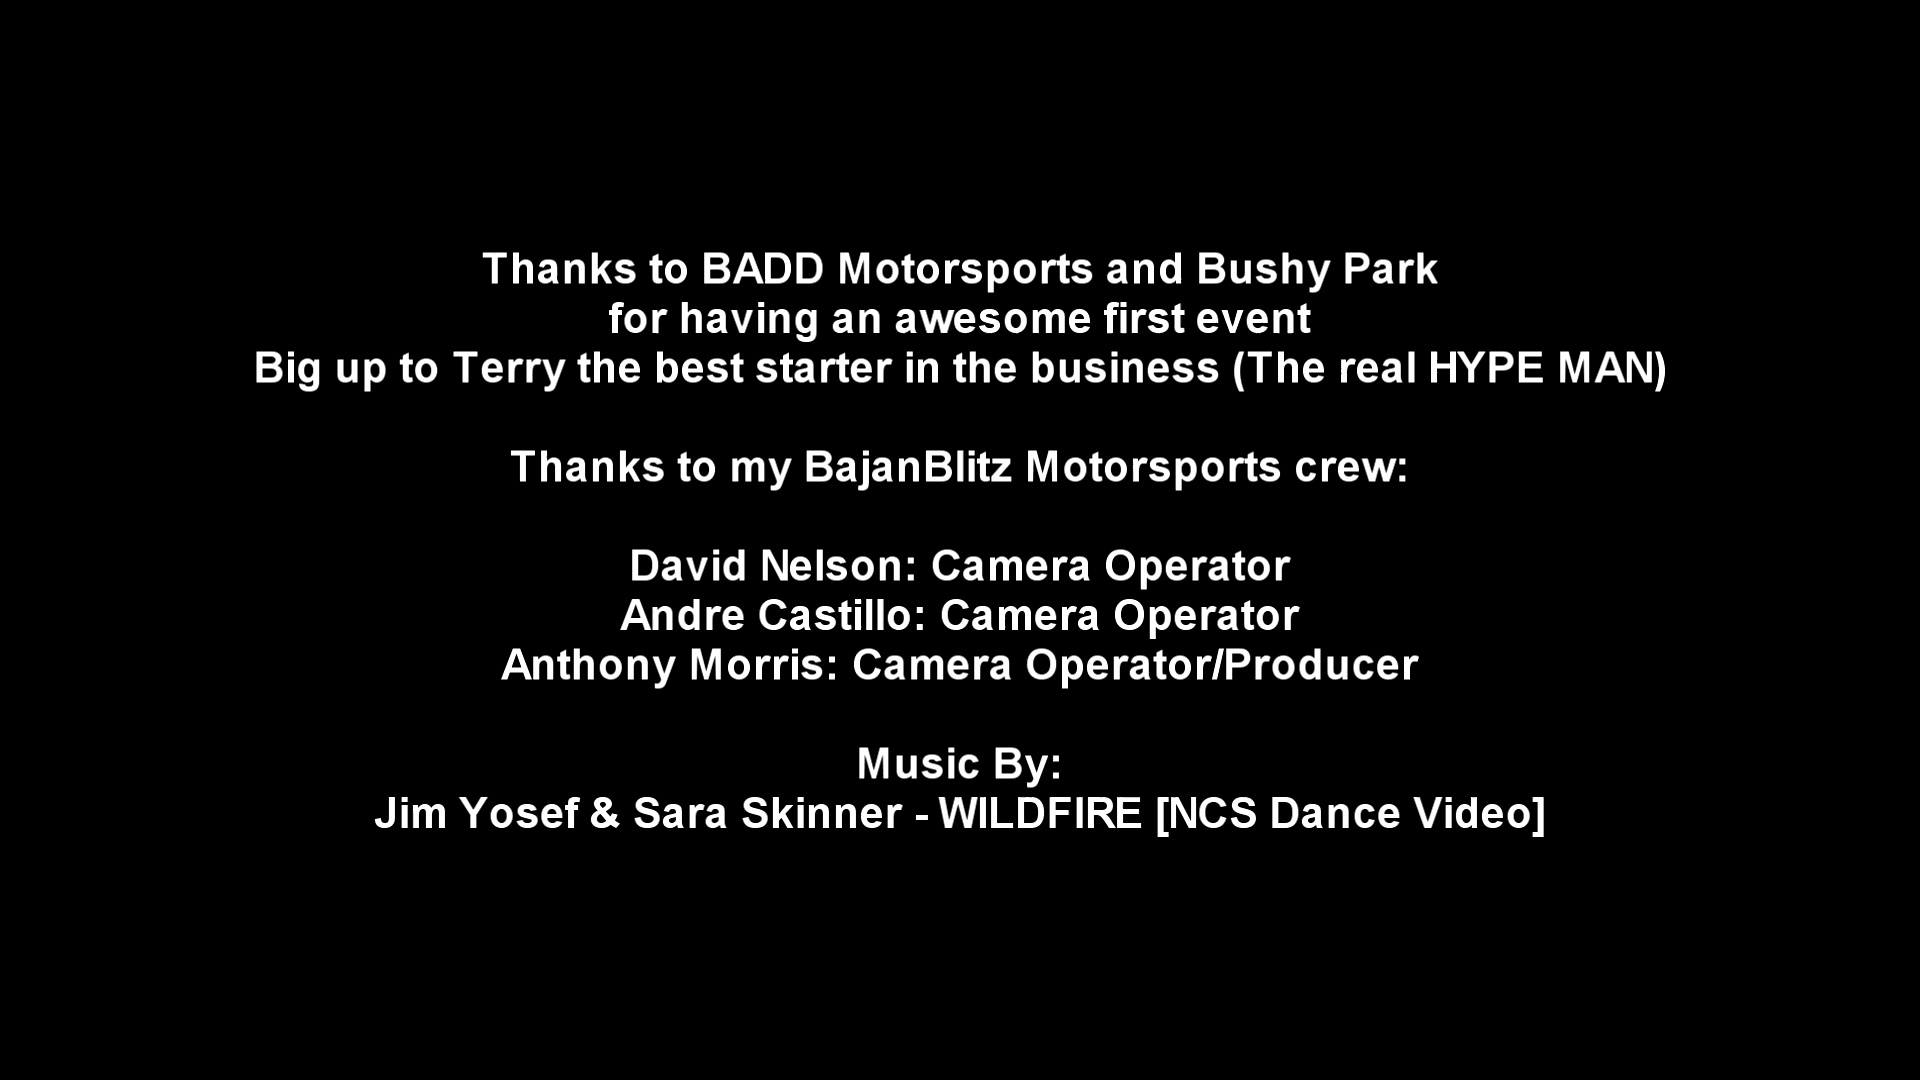 Thanks to BADD Motorsports and Bushy Park
for having an awesome first event
Big up to Terry the best starter in the business (The real HYPE MAN)
Thanks to my BajanBlitz Motorsports crew:
David Nelson: Camera Operator
Andre Castillo: Camera Operator
Anthony Morris: Camera Operator/Producer
Music By:
Jim Yosef & Sara Skinner - WILDFIRE [NCS Dance Video]